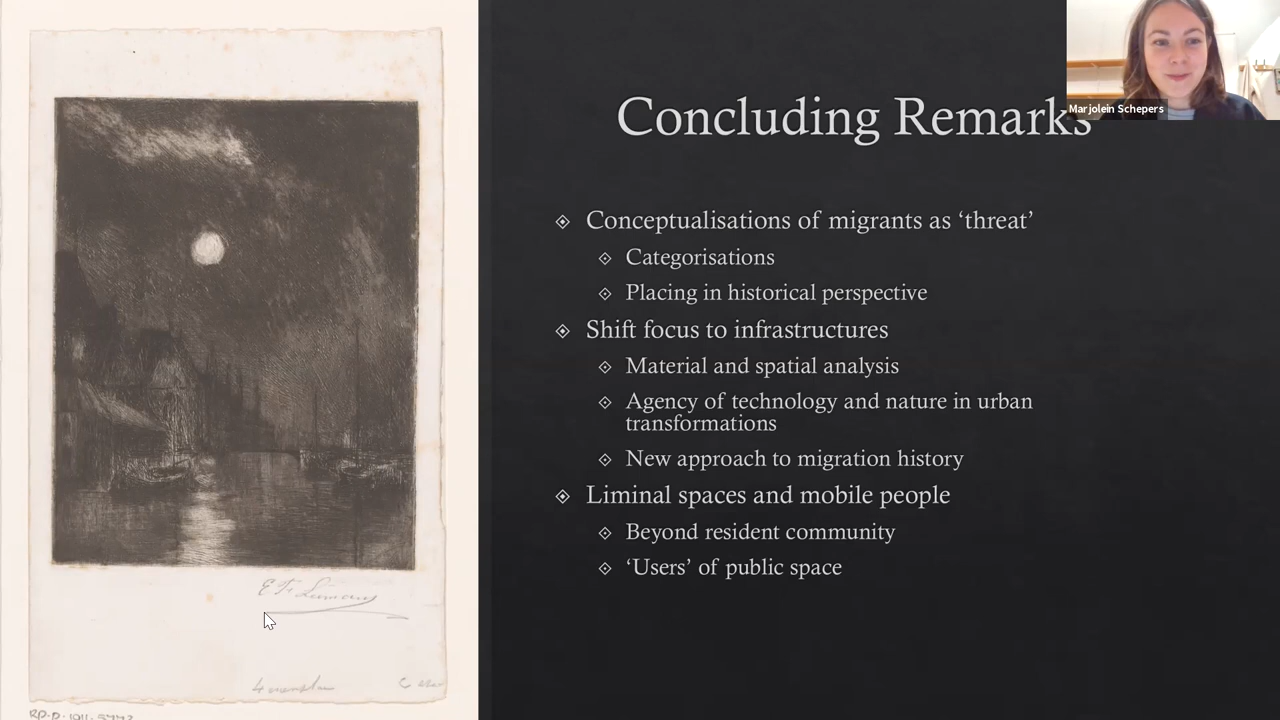 Marjolein Schepers
Concluding Remarks
Conceptualisations of migrants as ‘threat’
Categorisations
Placing in historical perspective
Shift focus to infrastructures
Material and spatial analysis
Agency of technology and nature in urban
transformations
New approach to migration history
Liminal spaces and mobile people
Beyond resident community
‘Users’ of public space